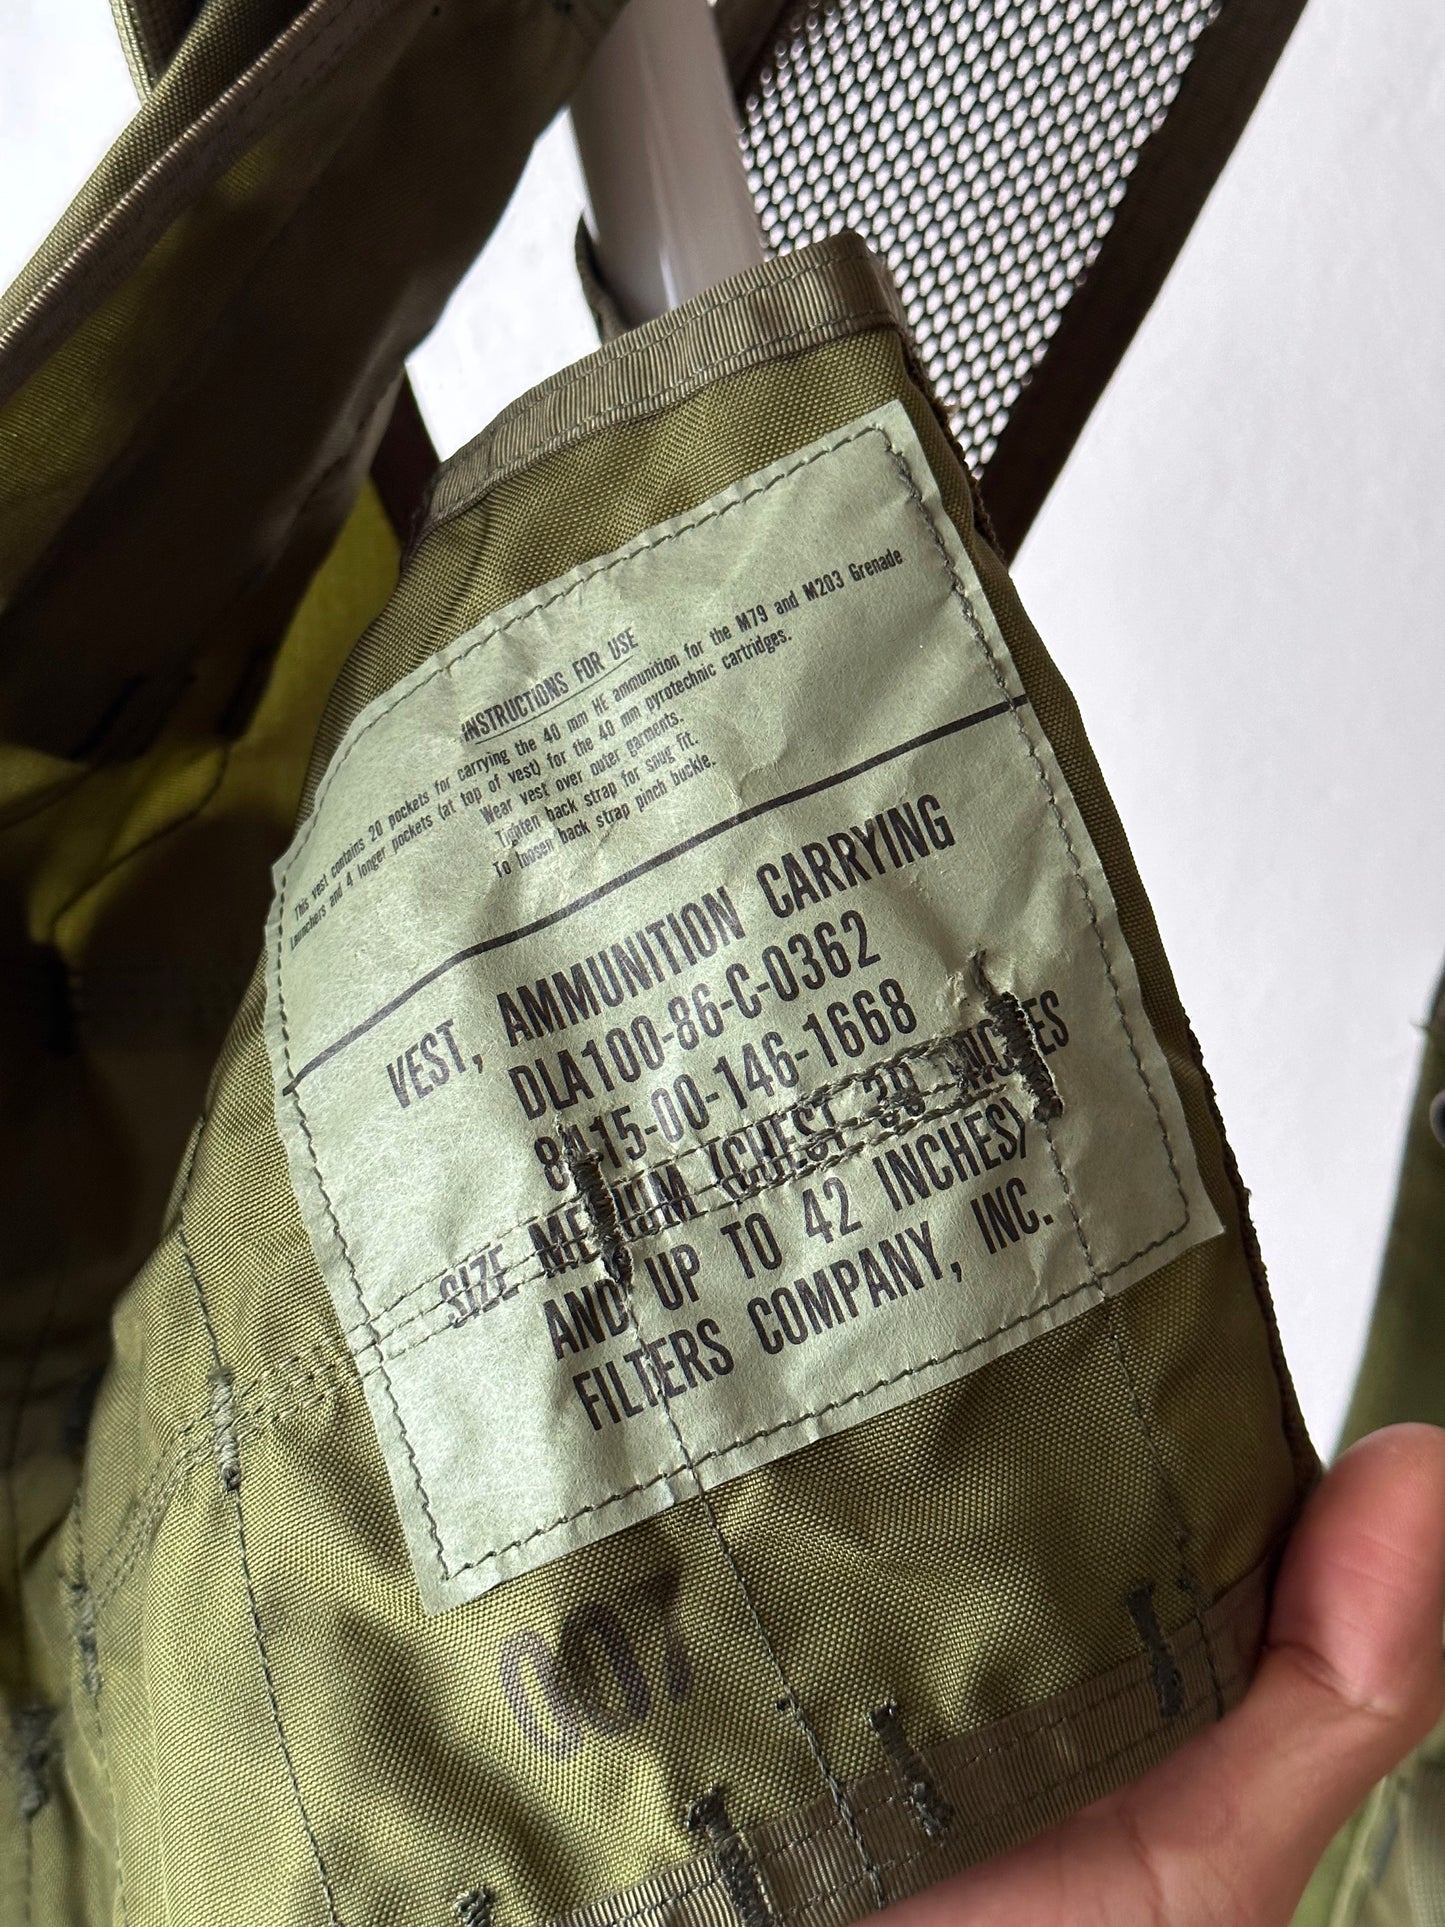 INSTRUCTIONS FOR USE
This vest contains 20 pockets for carrying the 40 mm HE ammunition for the M79 and M203 Grenade
Launchers and 4 longer pockets (at top of vest) for the 40 mm pyrotechnic cartridges.
Wear vest over outer garments.
Tighten back strap for snug fit.
To loosen back strap pinch buckle.
VEST, AMMUNITION CARRYING
DLA100-86-C-0362
8415-00-146-1668
SIZE MEDIUM (CHEST 39 INCHES
AND UP TO 42 INCHES)
FILTERS COMPANY, INC.
007